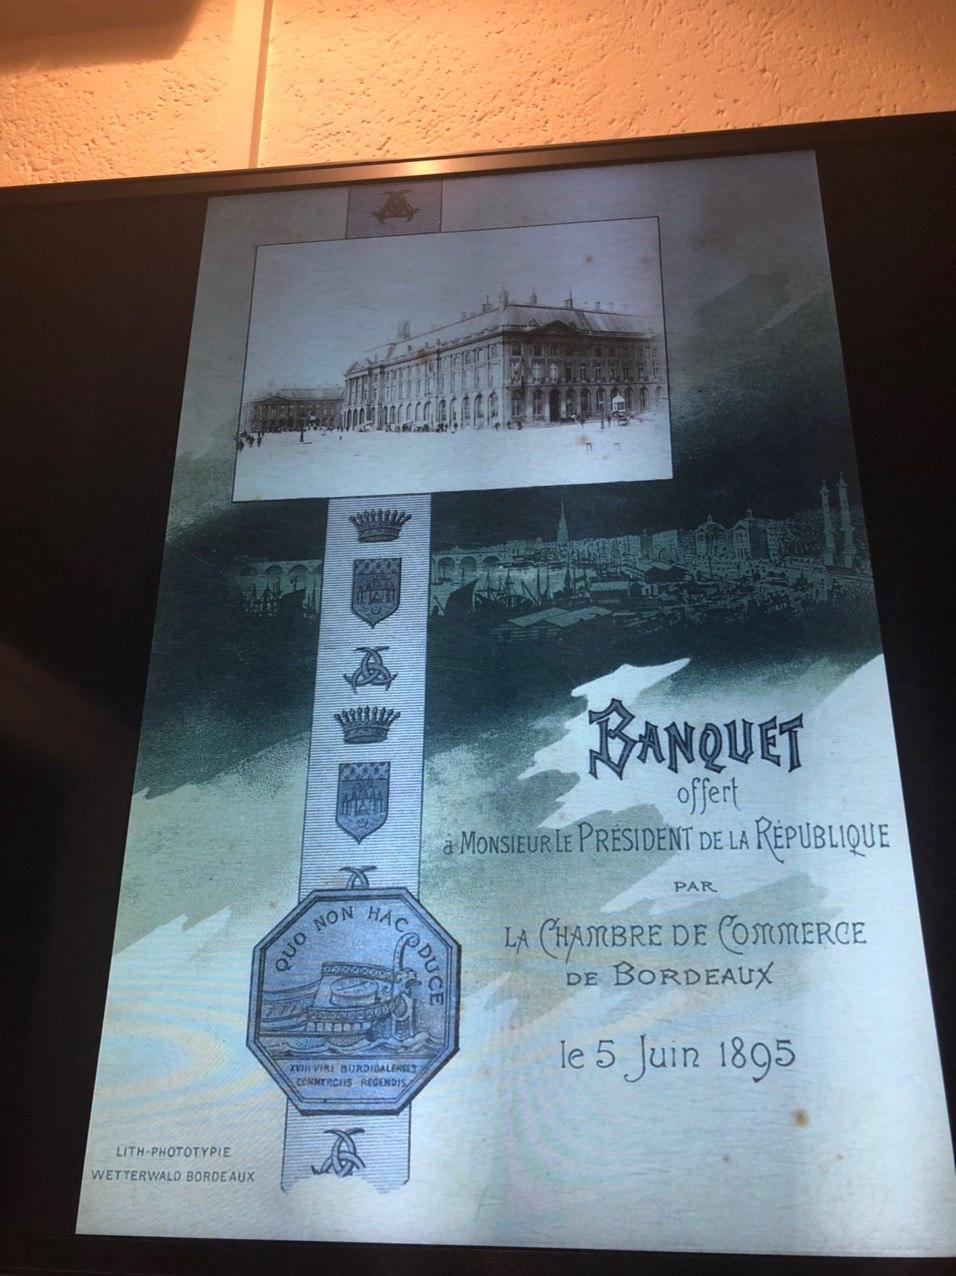 BANQUET
offert
à MONSIEUR LE PRÉSIDENT DE LA RÉPUBLIQUE
PAR
LA CHAMBRE DE COMMERCE
DE BORDEAUX
le 5 Juin 1895
QUO NON HAC DUCE
XVIII VIRI BURDIGALENSES
COMMERCIIS REGENDIS
LITH-PHOTOTYPIE
WETTERWALD BORDEAUX